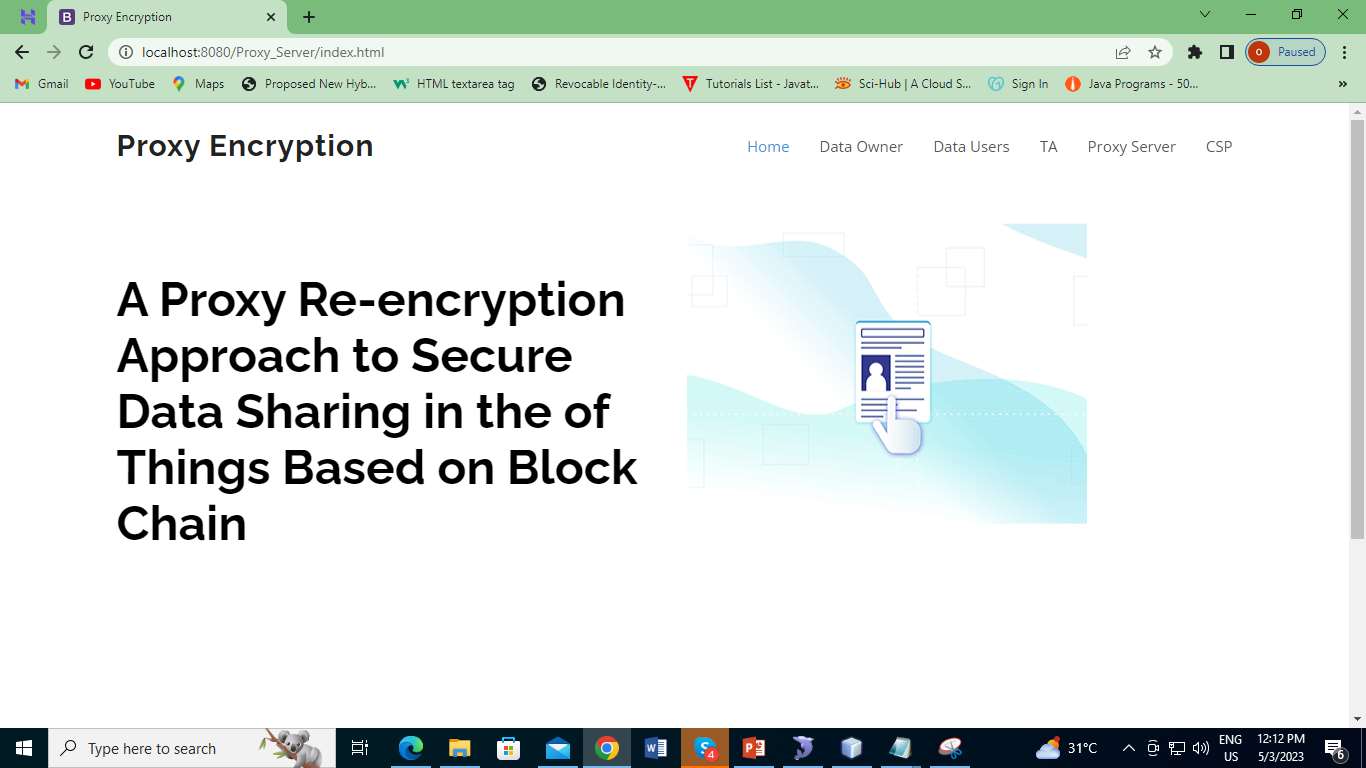 Proxy Encryption
localhost:8080/Proxy_Server/index.html
O Paused
Gmail YouTube Maps Proposed New Hyb... HTML textarea tag Revocable Identity-... Tutorials List - Javat... Sci-Hub | A Cloud S... Sign In Java Programs - 50... »
Proxy Encryption
Home Data Owner Data Users TA Proxy Server CSP
A Proxy Re-encryption
Approach to Secure
Data Sharing in the of
Things Based on Block
Chain
Type here to search
4
31°C
ENG
US
12:12 PM
5/3/2023
6